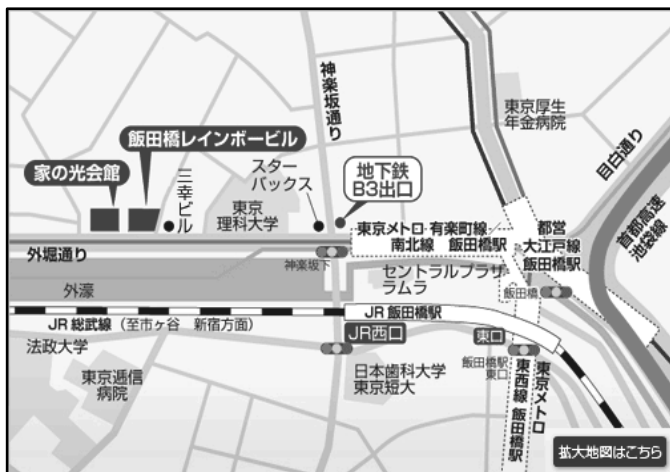 神楽坂通り
東京厚生
年金病院
目白通り
首都高速
池袋線
飯田橋レインボービル
家の光会館
三幸ビル
スター
バックス
地下鉄
B3出口
東京
理科大学
東京メトロ 有楽町線
南北線 飯田橋駅
都営
大江戸線
飯田橋駅
外堀通り
神楽坂下
セントラルプラザ
ラムラ
飯田橋
外濠
JR 飯田橋駅
JR 総武線（至市ヶ谷 新宿方面）
JR西口
東口
法政大学
飯田橋駅
東口
東京逓信
病院
日本歯科大学
東京短大
東京メトロ
東西線 飯田橋駅
拡大地図はこちら